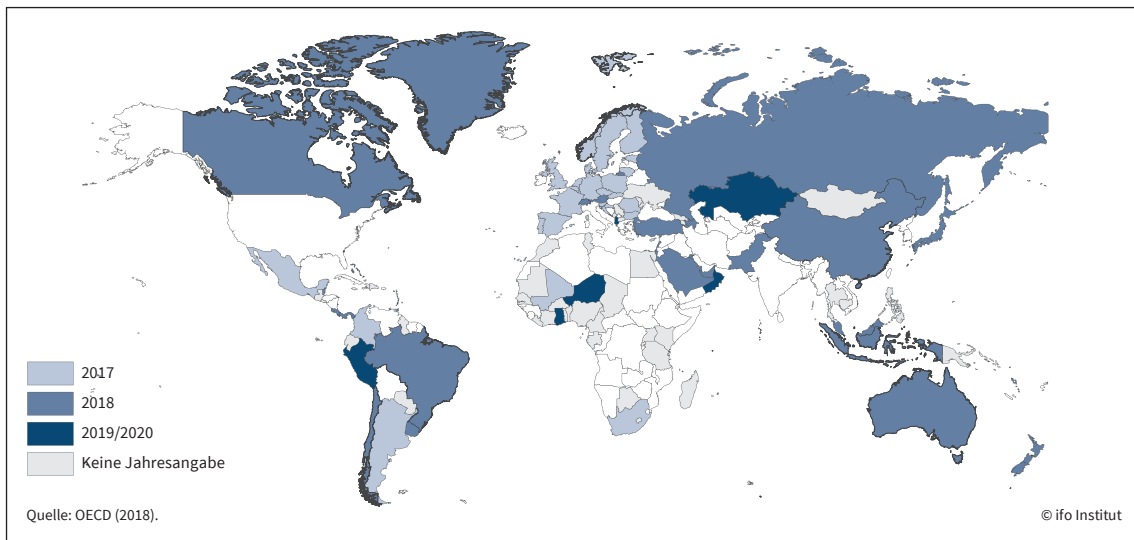 2017
2018
2019/2020
Keine Jahresangabe
Quelle: OECD (2018).
© ifo Institut